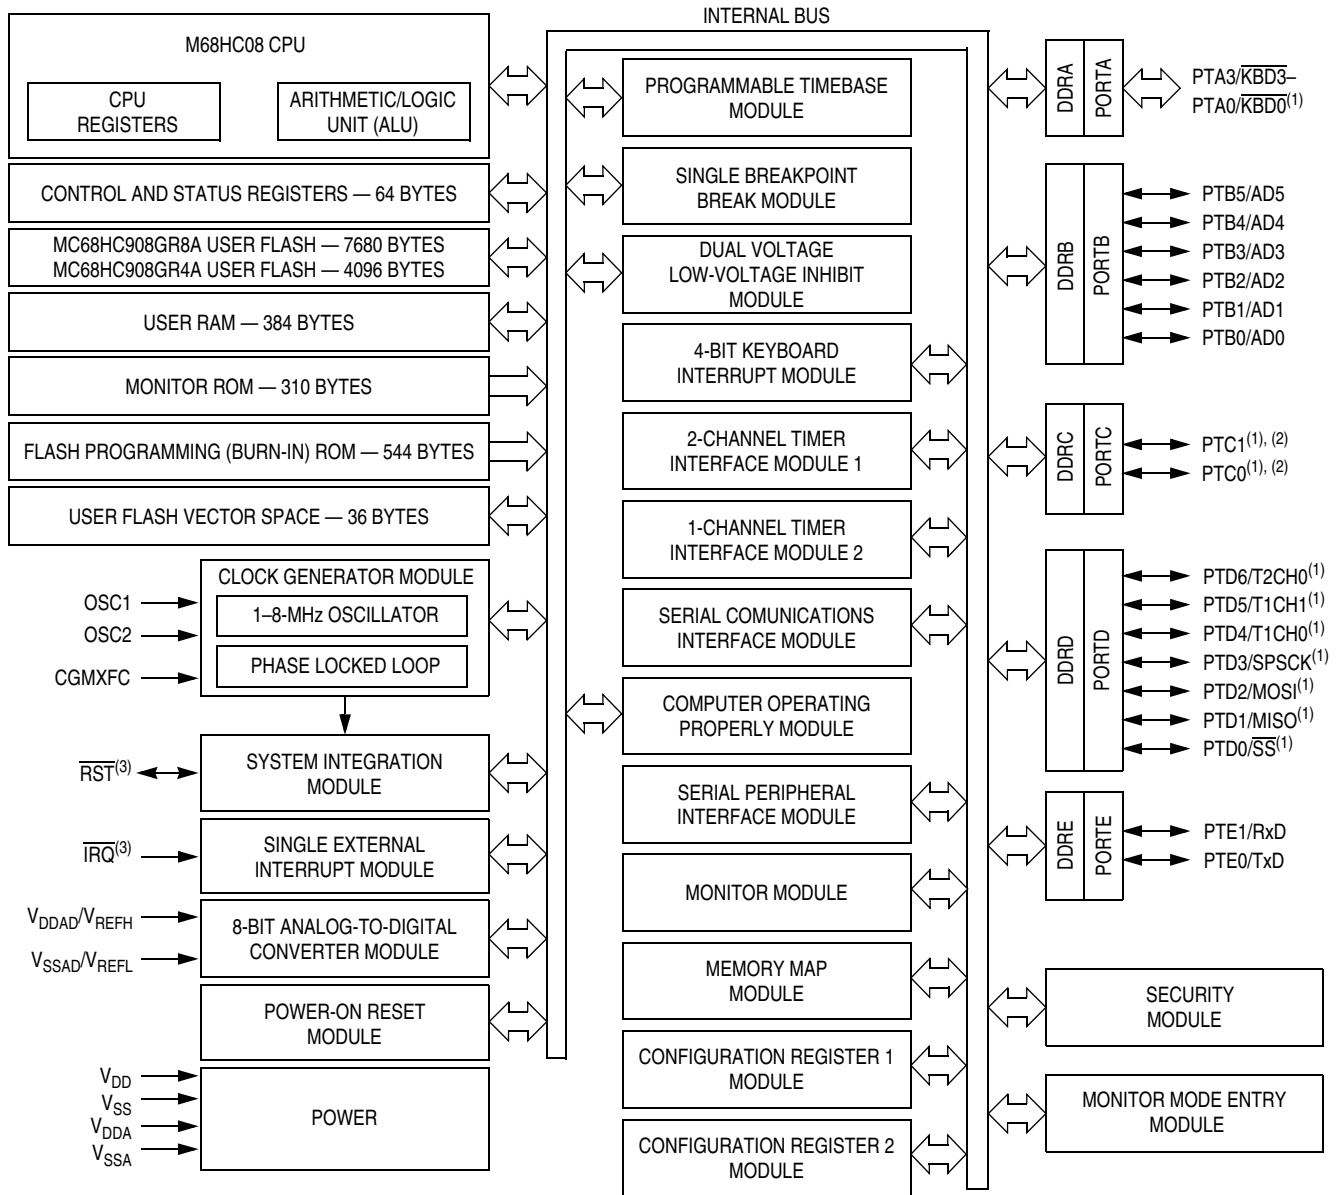 INTERNAL BUS
M68HC08 CPU
CPU
REGISTERS
ARITHMETIC/LOGIC
UNIT (ALU)
CONTROL AND STATUS REGISTERS — 64 BYTES
MC68HC908GR8A USER FLASH — 7680 BYTES
MC68HC908GR4A USER FLASH — 4096 BYTES
USER RAM — 384 BYTES
MONITOR ROM — 310 BYTES
FLASH PROGRAMMING (BURN-IN) ROM — 544 BYTES
USER FLASH VECTOR SPACE — 36 BYTES
CLOCK GENERATOR MODULE
1–8-MHz OSCILLATOR
PHASE LOCKED LOOP
OSC1
OSC2
CGMXFC
SYSTEM INTEGRATION
MODULE
RST(3)
SINGLE EXTERNAL
INTERRUPT MODULE
IRQ(3)
8-BIT ANALOG-TO-DIGITAL
CONVERTER MODULE
VDDAD/VREFH
VSSAD/VREFL
POWER-ON RESET
MODULE
POWER
VDD
VSS
VDDA
VSSA
PROGRAMMABLE TIMEBASE
MODULE
SINGLE BREAKPOINT
BREAK MODULE
DUAL VOLTAGE
LOW-VOLTAGE INHIBIT
MODULE
4-BIT KEYBOARD
INTERRUPT MODULE
2-CHANNEL TIMER
INTERFACE MODULE 1
1-CHANNEL TIMER
INTERFACE MODULE 2
SERIAL COMUNICATIONS
INTERFACE MODULE
COMPUTER OPERATING
PROPERLY MODULE
SERIAL PERIPHERAL
INTERFACE MODULE
MONITOR MODULE
MEMORY MAP
MODULE
CONFIGURATION REGISTER 1
MODULE
CONFIGURATION REGISTER 2
MODULE
DDRA
PORTA
PTA3/KBD3–
PTA0/KBD0(1)
DDRB
PORTB
PTB5/AD5
PTB4/AD4
PTB3/AD3
PTB2/AD2
PTB1/AD1
PTB0/AD0
DDRC
PORTC
PTC1(1), (2)
PTC0(1), (2)
DDRD
PORTD
PTD6/T2CH0(1)
PTD5/T1CH1(1)
PTD4/T1CH0(1)
PTD3/SPSCK(1)
PTD2/MOSI(1)
PTD1/MISO(1)
PTD0/SS(1)
DDRE
PORTE
PTE1/RxD
PTE0/TxD
SECURITY
MODULE
MONITOR MODE ENTRY
MODULE